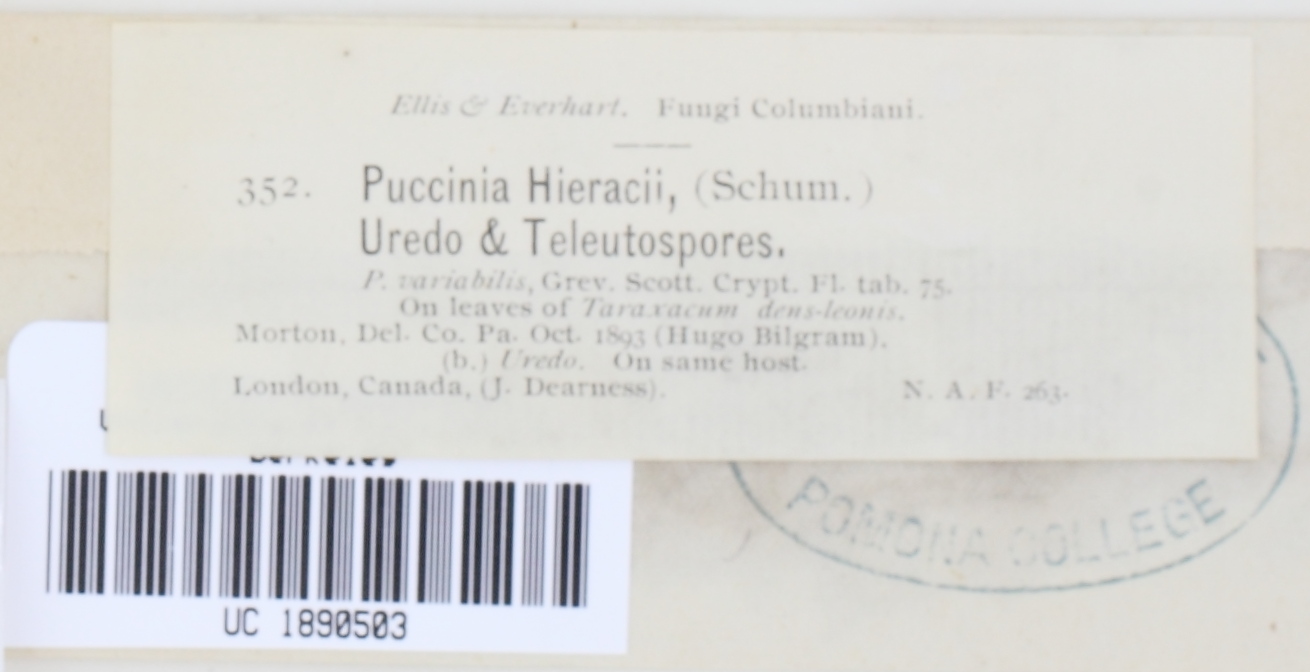 Ellis & Everhart. Fungi Columbiani.
352. Puccinia Hieracii, (Schum.)
Uredo & Teleutospores.
P. variabilis, Grev. Scott. Crypt. Fl. tab. 75.
On leaves of Taraxacum dens-leonis.
Morton, Del. Co. Pa. Oct. 1893 (Hugo Bilgram).
(b.) Uredo. On same host.
London, Canada, (J. Dearness). N. A. F. 263.
POMONA COLLEGE
UC 1890503